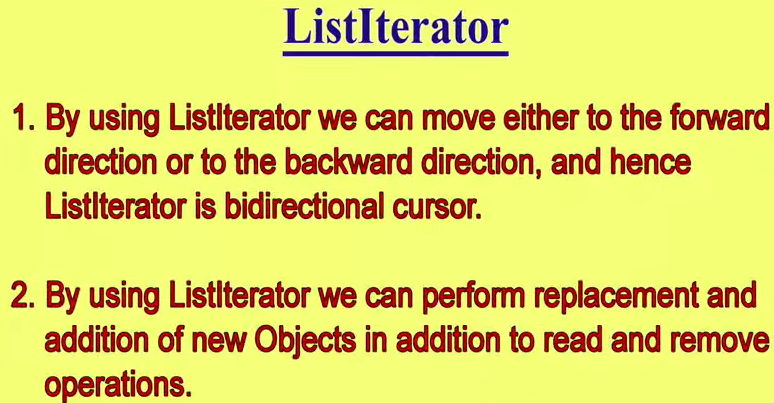 ListIterator
1. By using ListIterator we can move either to the forward
direction or to the backward direction, and hence
ListIterator is bidirectional cursor.
2. By using ListIterator we can perform replacement and
addition of new Objects in addition to read and remove
operations.